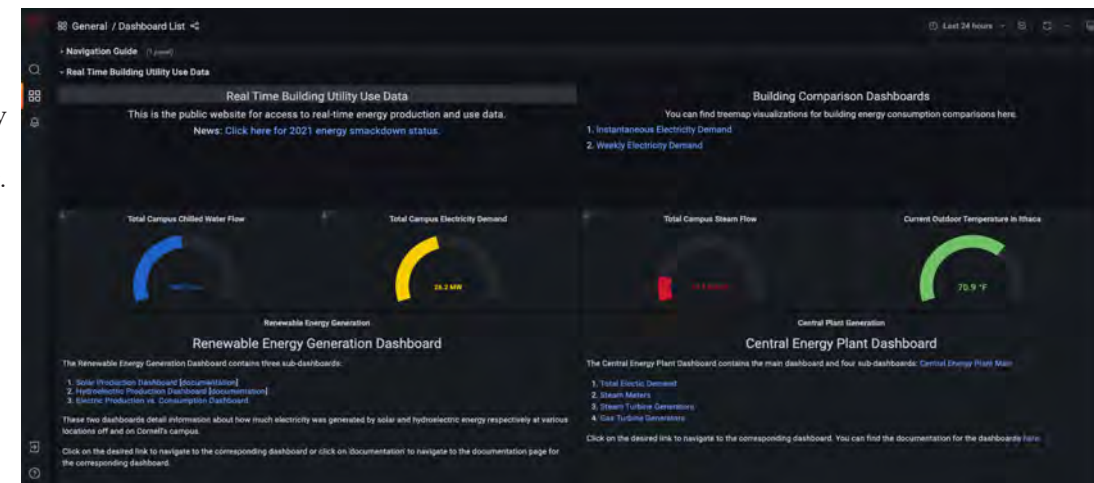 y
.
General / Dashboard List
Last 24 hours
Navigation Guide (1 panel)
Real Time Building Utility Use Data
Real Time Building Utility Use Data
This is the public website for access to real-time energy production and use data.
News: Click here for 2021 energy smackdown status.
Building Comparison Dashboards
You can find treemap visualizations for building energy consumption comparisons here.
1. Instantaneous Electricity Demand
2. Weekly Electricity Demand
Total Campus Chilled Water Flow
Total Campus Electricity Demand
26.2 MW
Total Campus Steam Flow
Current Outdoor Temperature in Ithaca
70.9 °F
Renewable Energy Generation
Renewable Energy Generation Dashboard
The Renewable Energy Generation Dashboard contains three sub-dashboards:
1. Solar Production Dashboard [documentation]
2. Hydroelectric Production Dashboard [documentation]
3. Electric Production vs. Consumption Dashboard
These two dashboards detail information about how much electricity was generated by solar and hydroelectric energy respectively at various
locations off and on Cornell's campus.
Click on the desired link to navigate to the corresponding dashboard or click on 'documentation' to navigate to the documentation page for
the corresponding dashboard.
Central Plant Generation
Central Energy Plant Dashboard
The Central Energy Plant Dashboard contains the main dashboard and four sub-dashboards: Central Energy Plant Main
1. Total Electic Demand
2. Steam Meters
3. Steam Turbine Generators
4. Gas Turbine Generators
Click on the desired link to navigate to the corresponding dashboard. You can find the documentation for the dashboards here.